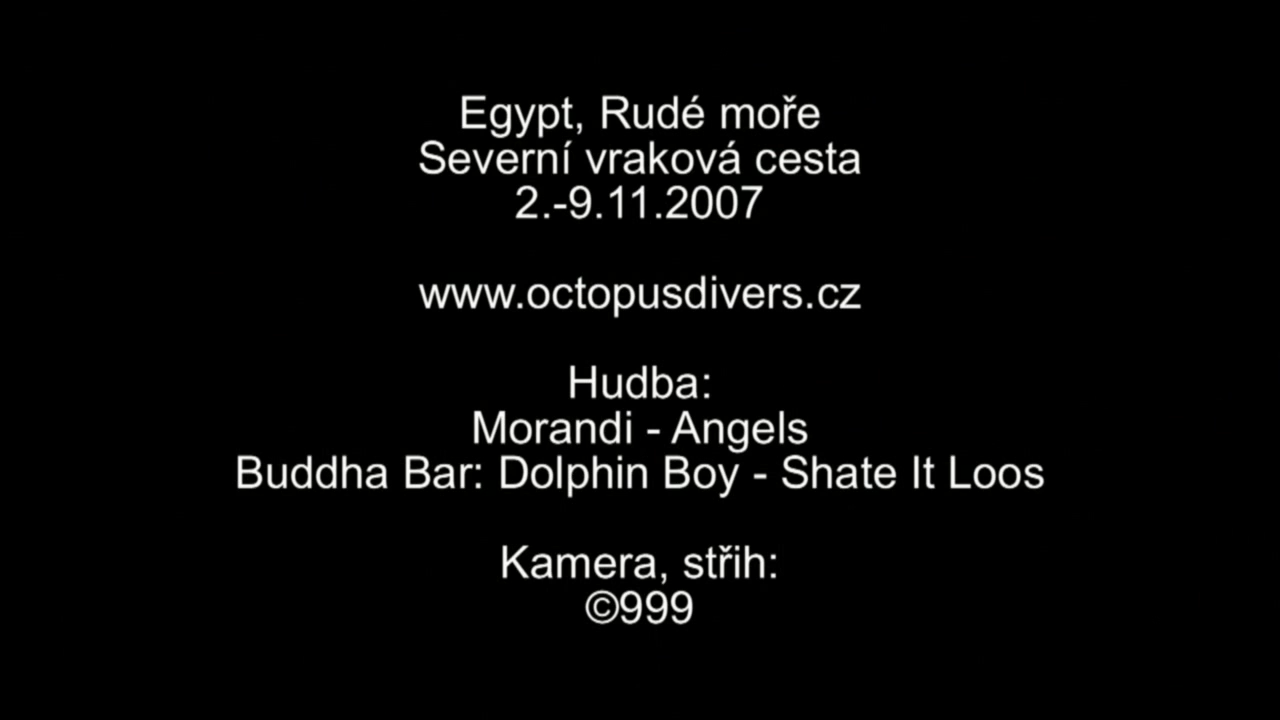 Egypt, Rudé moře
Severní vraková cesta
2.-9.11.2007
www.octopusdivers.cz
Hudba:
Morandi - Angels
Buddha Bar: Dolphin Boy - Shate It Loos
Kamera, střih:
©999